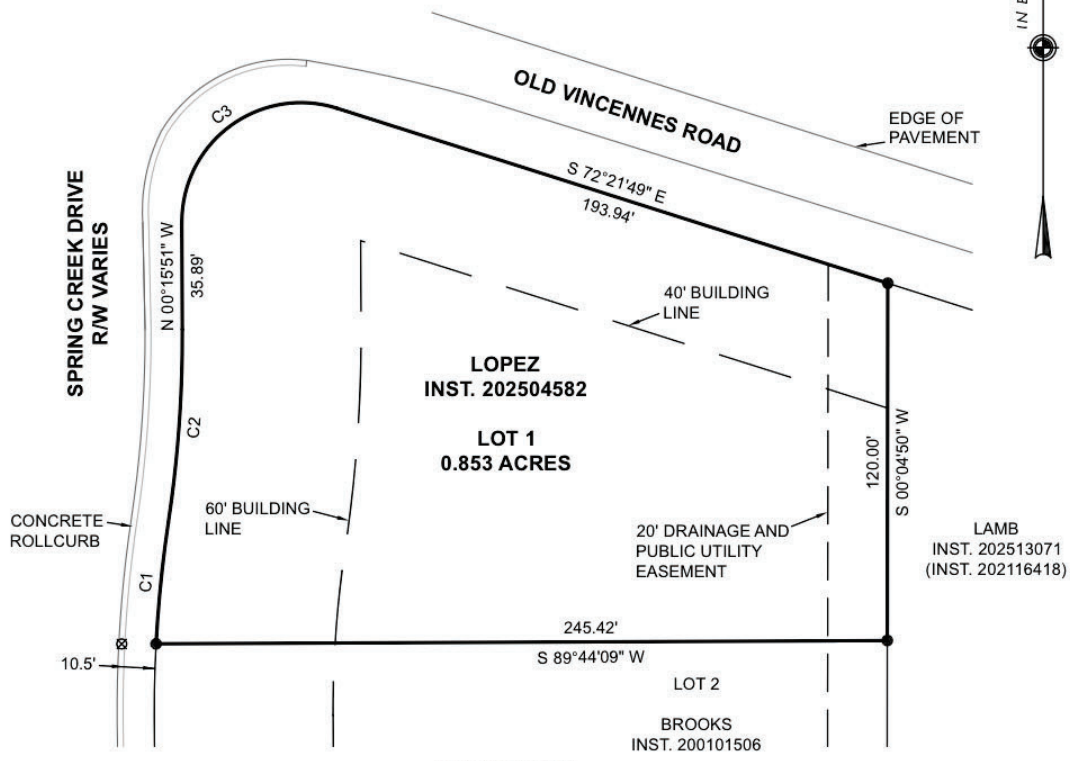 IN B
OLD VINCENNES ROAD
EDGE OF
PAVEMENT
C3
S 72°21'49" E
193.94'
SPRING CREEK DRIVE
R/W VARIES
N 00°15'51" W
35.89'
40' BUILDING
LINE
LOPEZ
INST. 202504582
LOT 1
0.853 ACRES
C2
120.00'
S 00°04'50" W
CONCRETE
ROLLCURB
60' BUILDING
LINE
20' DRAINAGE AND
PUBLIC UTILITY
EASEMENT
LAMB
INST. 202513071
(INST. 202116418)
C1
245.42'
S 89°44'09" W
10.5'
LOT 2
BROOKS
INST. 200101506